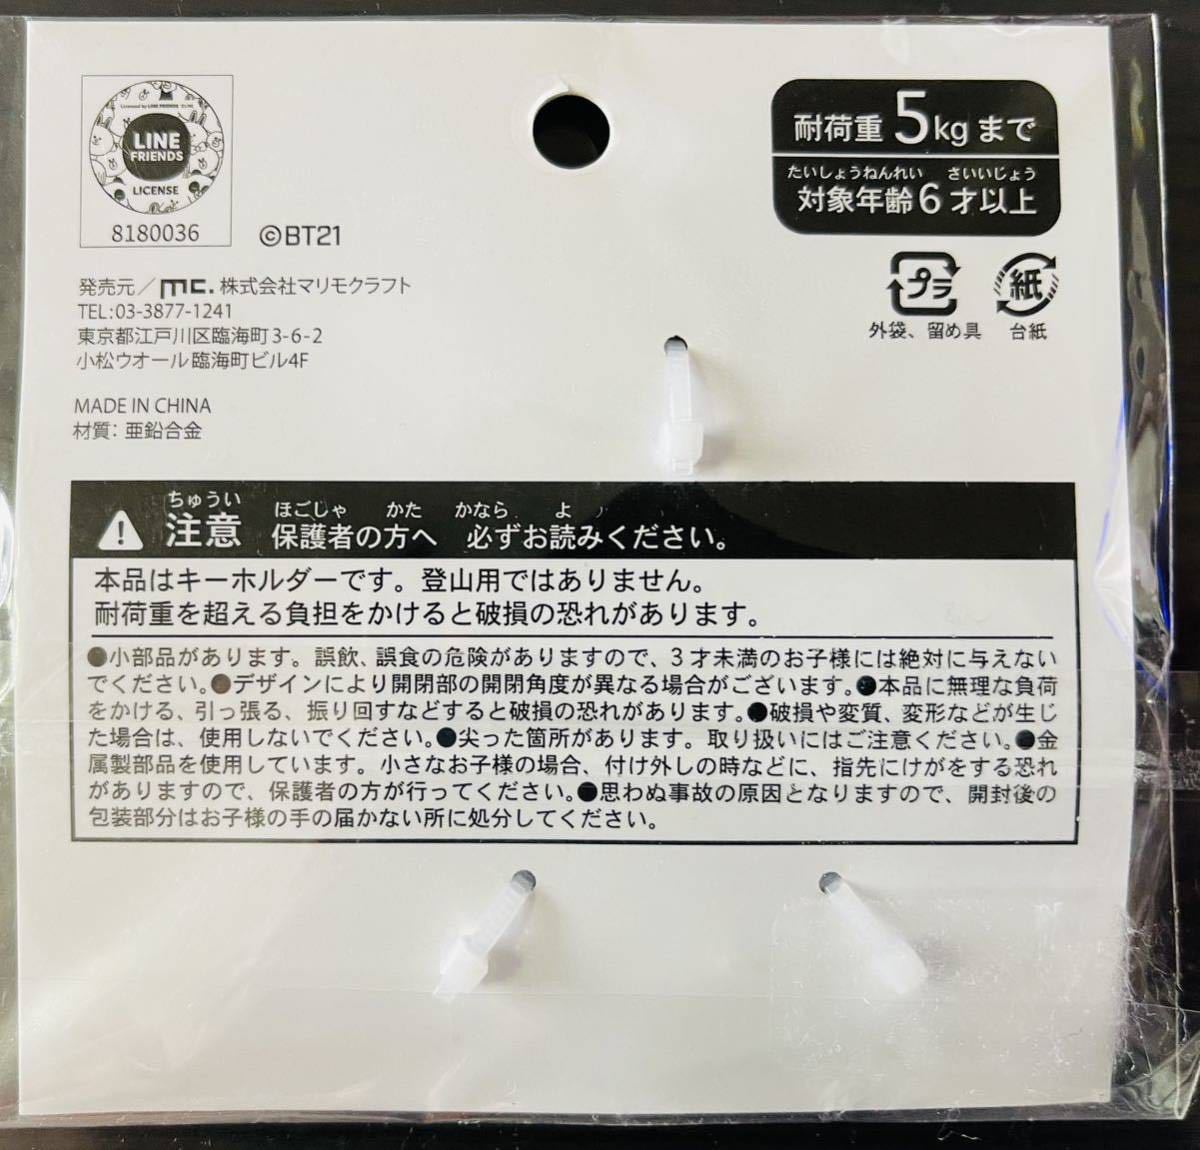 Licensed by LINE FRIENDS
LINE
FRIENDS
LICENSE
8180036
©BT21
耐荷重 5kg まで
たいしょうねんれい さいいじょう
対象年齢6才以上
プラ
紙
外袋、留め具
台紙
発売元／mc.株式会社マリモクラフト
TEL:03-3877-1241
東京都江戸川区臨海町3-6-2
小松ウオール臨海町ビル4F
MADE IN CHINA
材質：亜鉛合金
ちゅうい ほごしゃ かた かなら よ
注意 保護者の方へ 必ずお読みください。
本品はキーホルダーです。登山用ではありません。
耐荷重を超える負担をかけると破損の恐れがあります。
●小部品があります。誤飲、誤食の危険がありますので、3才未満のお子様には絶対に与えない
でください。●デザインにより開閉部の開閉角度が異なる場合がございます。●本品に無理な負荷
をかける、引っ張る、振り回すなどすると破損の恐れがあります。●破損や変質、変形などが生じ
た場合は、使用しないでください。●尖った箇所があります。取り扱いにはご注意ください。●金
属製部品を使用しています。小さなお子様の場合、付け外しの時などに、指先にけがをする恐れ
がありますので、保護者の方が行ってください。●思わぬ事故の原因となりますので、開封後の
包装部分はお子様の手の届かない所に処分してください。